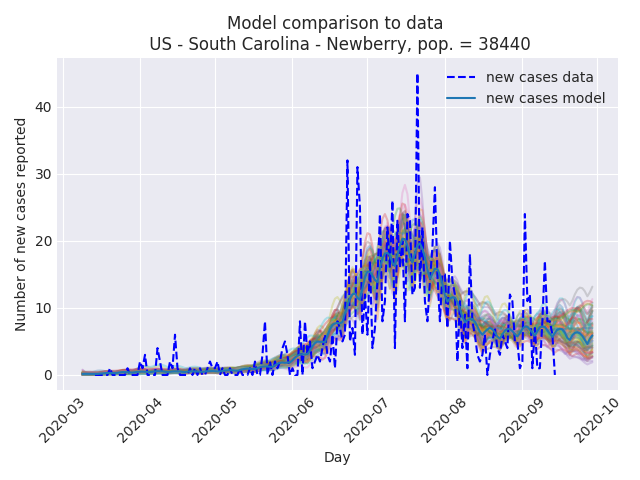 Model comparison to data
US - South Carolina - Newberry, pop. = 38440
new cases data
new cases model
Number of new cases reported
40
30
20
10
0
2020-03
2020-04
2020-05
2020-06
2020-07
2020-08
2020-09
2020-10
Day